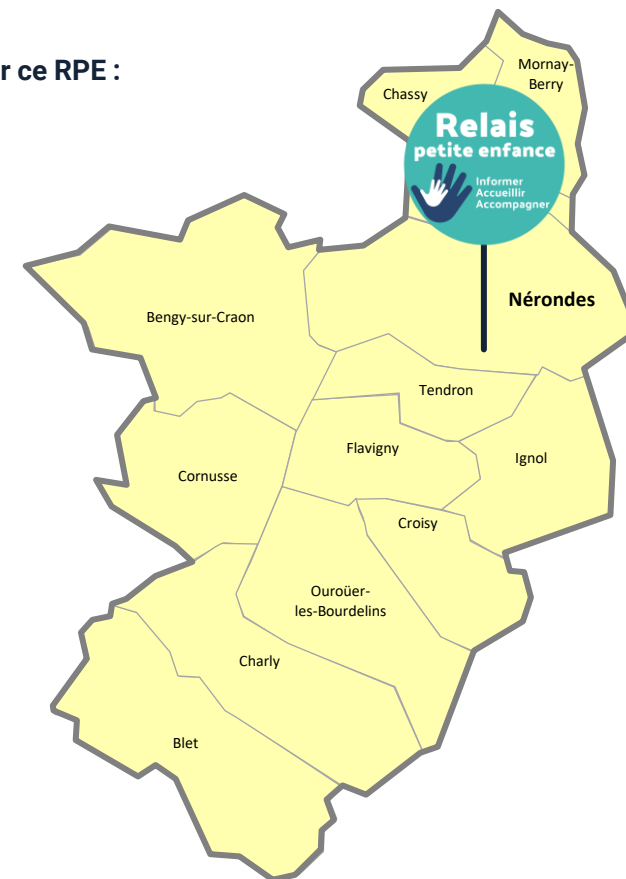 r ce RPE :
Mornay-
Berry
Chassy
Relais
petite enfance
Informer
Accueillir
Accompagner
Nérondes
Bengy-sur-Craon
Tendron
Flavigny
Ignol
Cornusse
Croisy
Ourouër-
les-Bourdelins
Charly
Blet